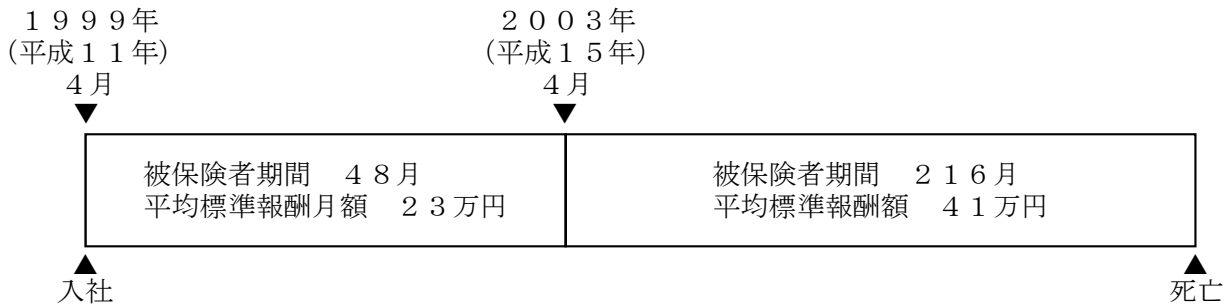 １９９９年
（平成１１年）
４月
２００３年
（平成１５年）
４月
被保険者期間　４８月
平均標準報酬月額　２３万円
被保険者期間　２１６月
平均標準報酬額　４１万円
入社
死亡